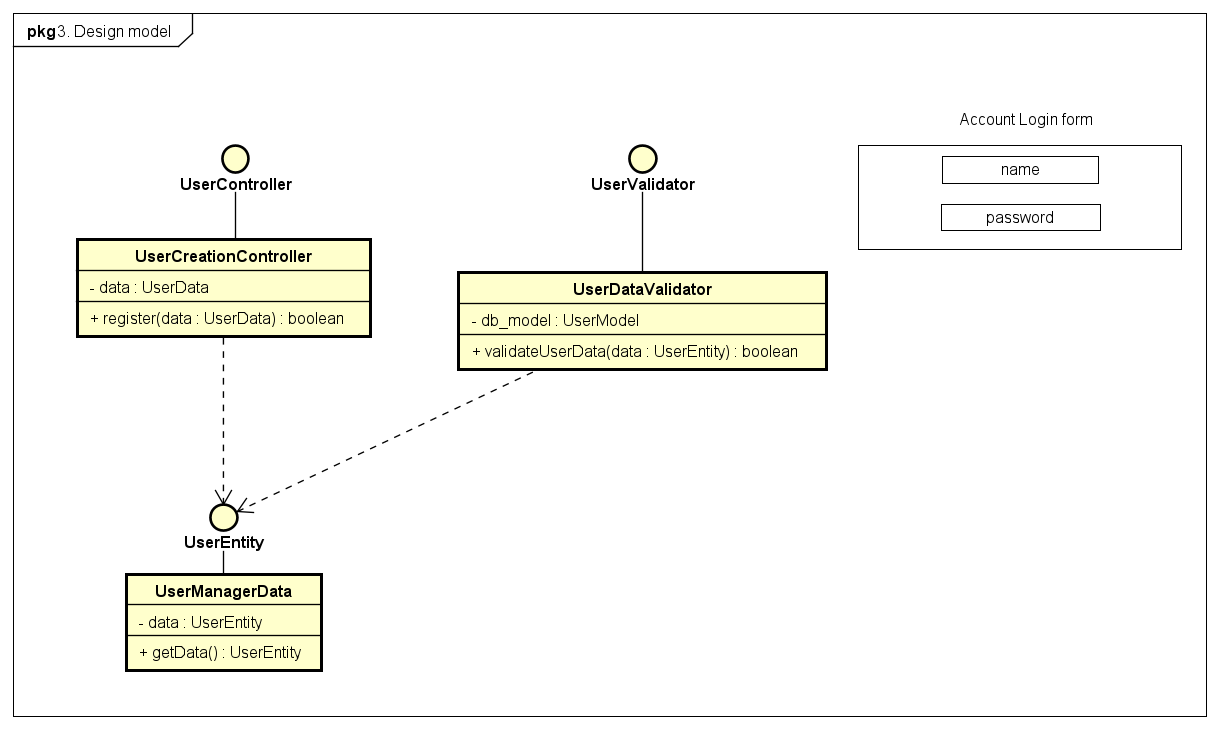 pkg 3. Design model
Account Login form
name
password
UserController
UserCreationController
- data : UserData
+ register(data : UserData) : boolean
UserValidator
UserDataValidator
- db_model : UserModel
+ validateUserData(data : UserEntity) : boolean
UserEntity
UserManagerData
- data : UserEntity
+ getData() : UserEntity